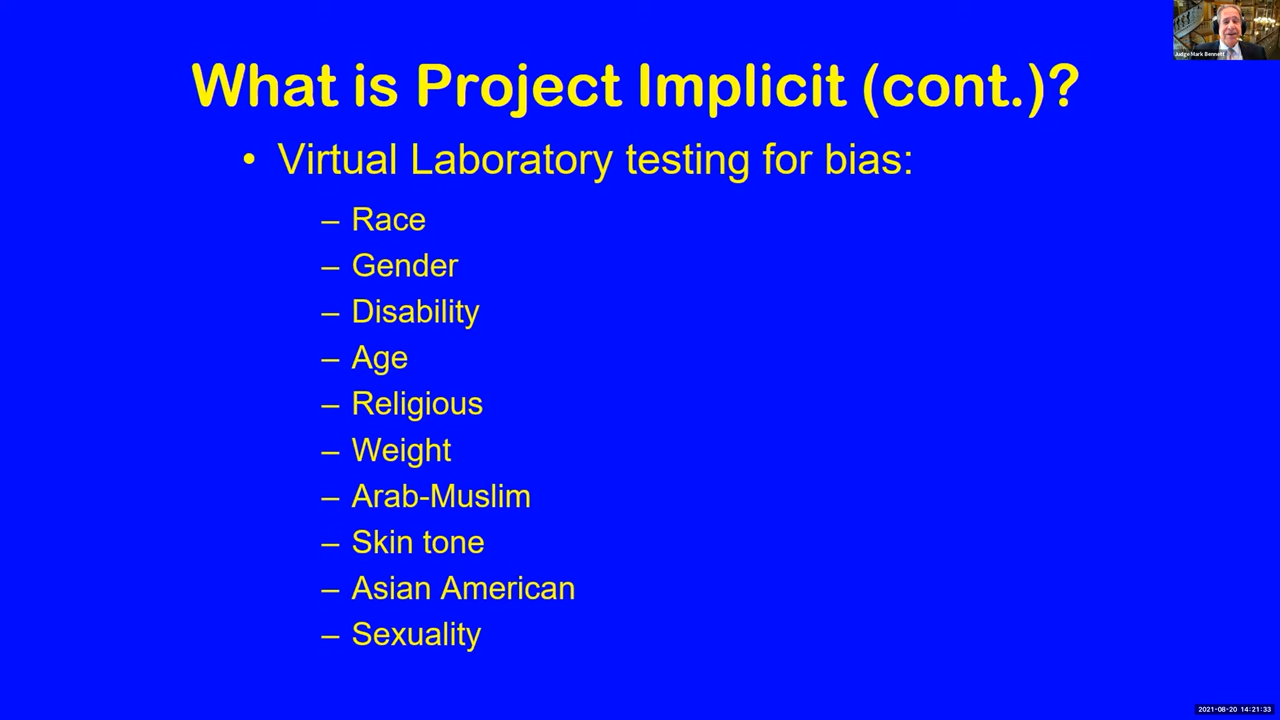 Judge Mark Bennett
What is Project Implicit (cont.)?
• Virtual Laboratory testing for bias:
– Race
– Gender
– Disability
– Age
– Religious
– Weight
– Arab-Muslim
– Skin tone
– Asian American
– Sexuality
2021-08-20 14:21:33